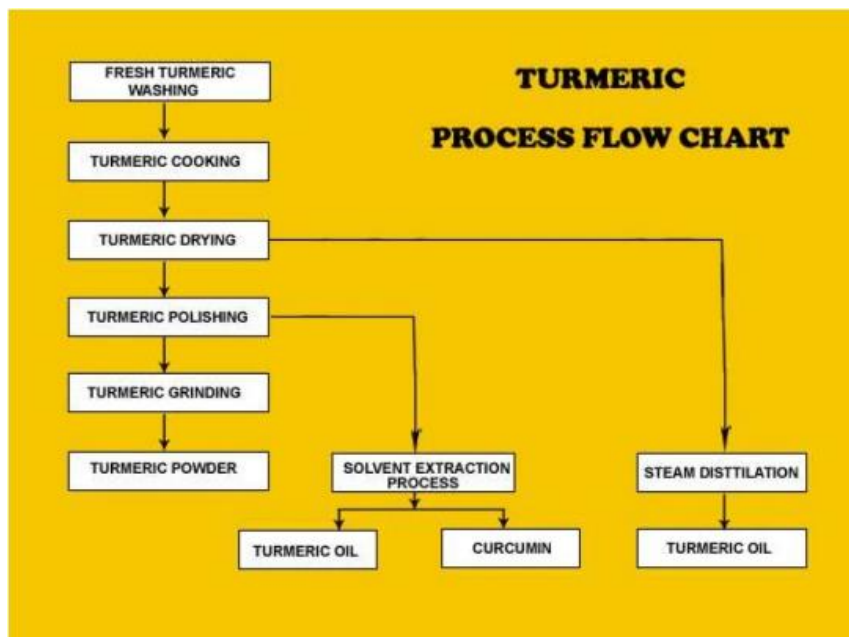 TURMERIC
PROCESS FLOW CHART
FRESH TURMERIC
WASHING
TURMERIC COOKING
TURMERIC DRYING
TURMERIC POLISHING
TURMERIC GRINDING
TURMERIC POWDER
SOLVENT EXTRACTION
PROCESS
TURMERIC OIL
CURCUMIN
STEAM DISTTILATION
TURMERIC OIL